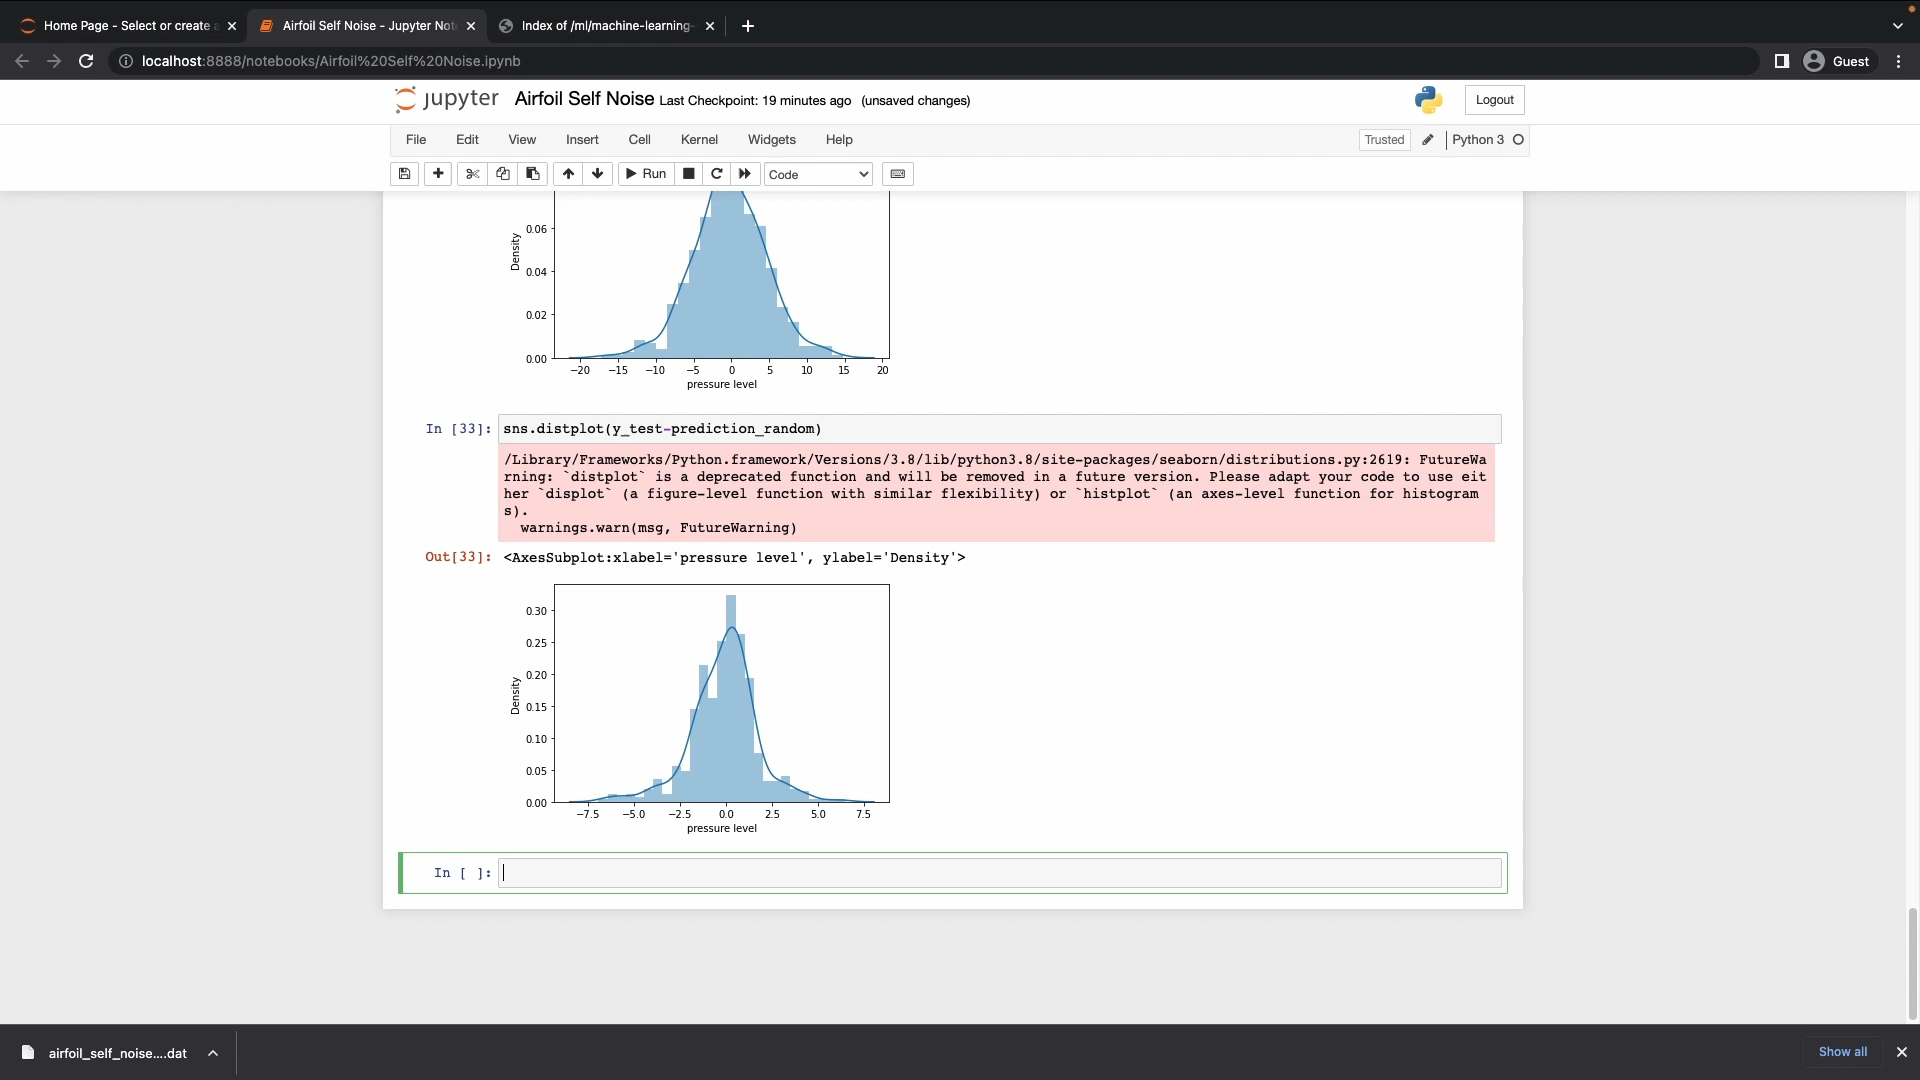 Home Page - Select or create a
Airfoil Self Noise - Jupyter Not
Index of /ml/machine-learning-
localhost:8888/notebooks/Airfoil%20Self%20Noise.ipynb
Guest
jupyter Airfoil Self Noise Last Checkpoint: 19 minutes ago (unsaved changes)
Logout
File Edit View Insert Cell Kernel Widgets Help
Trusted
Python 3
Run
Code
0.06
0.04
0.02
0.00
Density
−20 −15 −10 −5 0 5 10 15 20
pressure level
In [33]: sns.distplot(y_test-prediction_random)
/Library/Frameworks/Python.framework/Versions/3.8/lib/python3.8/site-packages/seaborn/distributions.py:2619: FutureWa
rning: `distplot` is a deprecated function and will be removed in a future version. Please adapt your code to use eit
her `displot` (a figure-level function with similar flexibility) or `histplot` (an axes-level function for histogram
s).
warnings.warn(msg, FutureWarning)
Out[33]: <AxesSubplot:xlabel='pressure level', ylabel='Density'>
0.30
0.25
0.20
0.15
0.10
0.05
0.00
Density
−7.5 −5.0 −2.5 0.0 2.5 5.0 7.5
pressure level
In [ ]:
airfoil_self_noise....dat
Show all